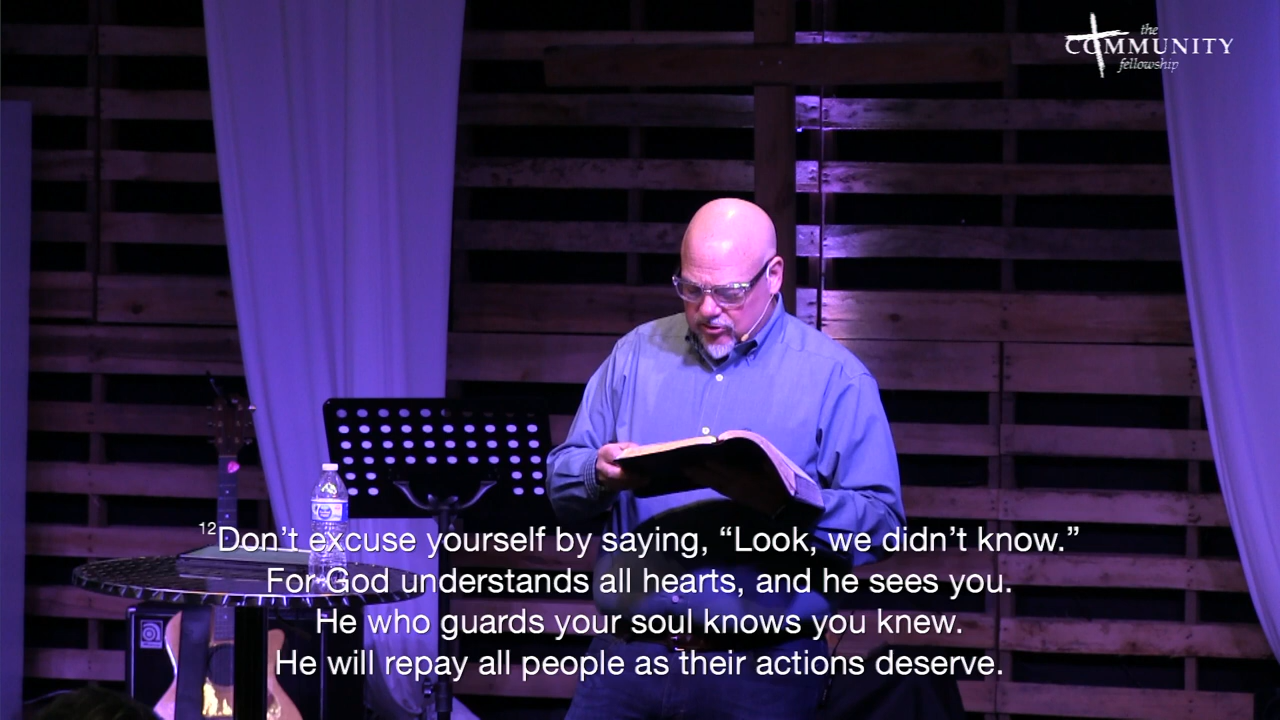 the
COMMUNITY
fellowship
12Don’t excuse yourself by saying, “Look, we didn’t know.”
For God understands all hearts, and he sees you.
He who guards your soul knows you knew.
He will repay all people as their actions deserve.